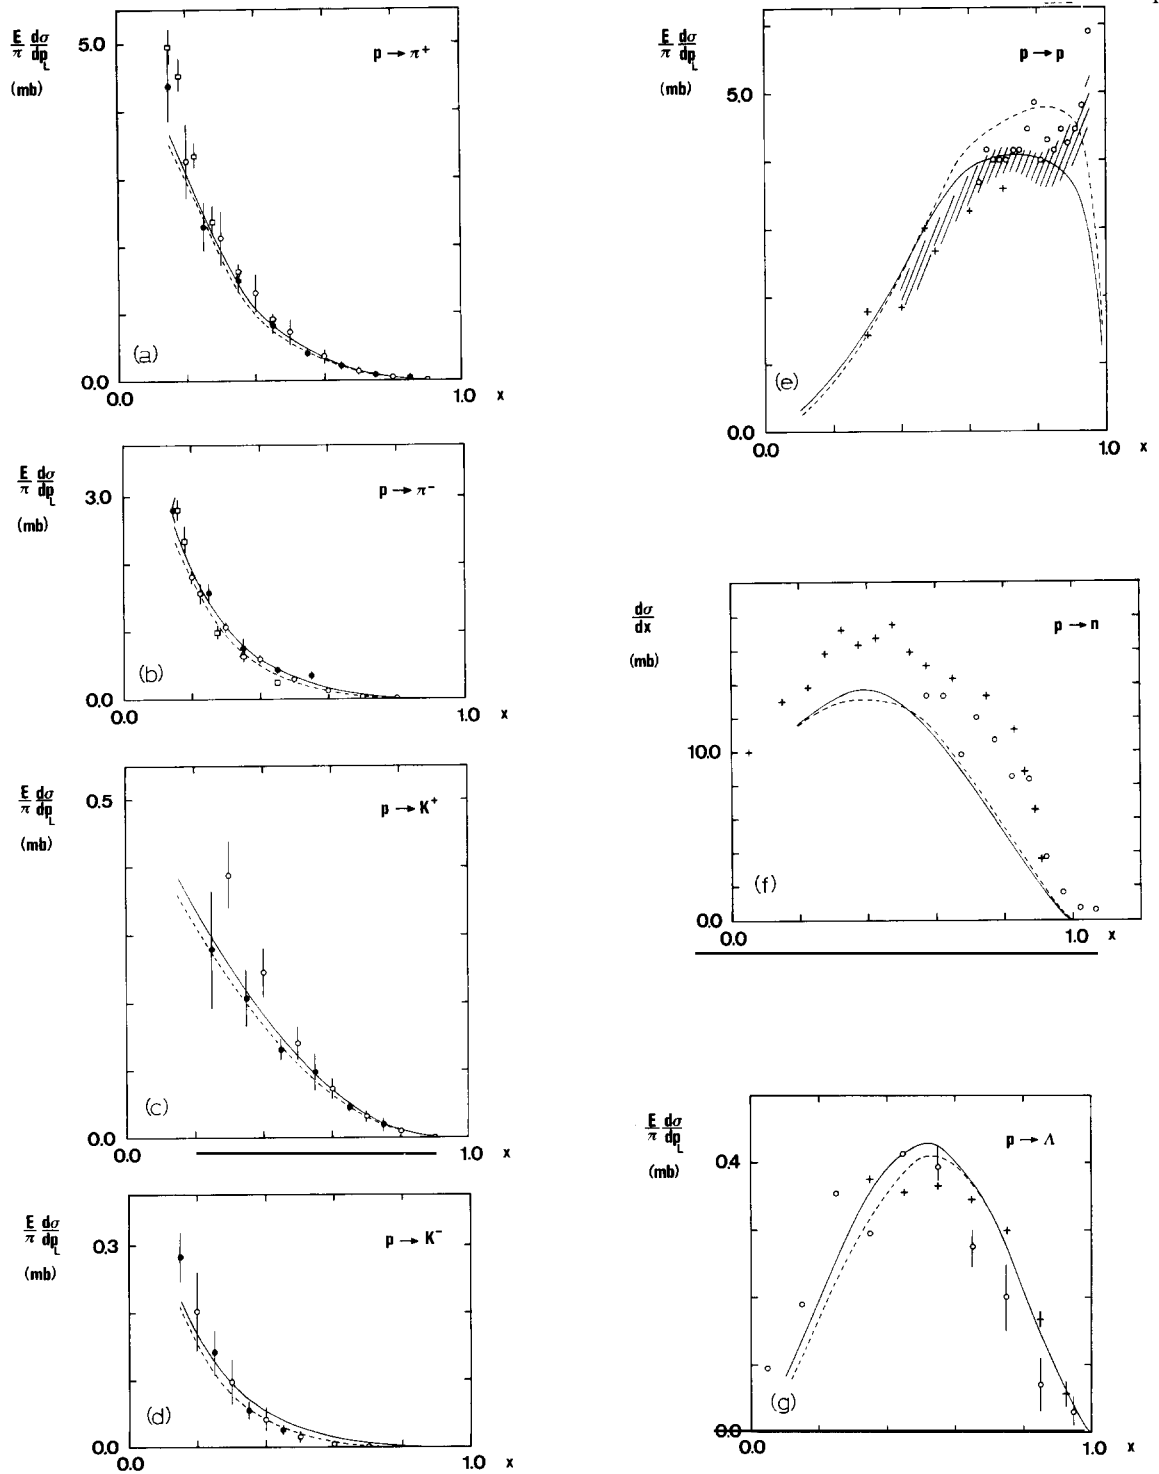 E/π dσ/dp_L
(mb)
5.0
p → π⁺
(a)
0.0
0.0
1.0
x
E/π dσ/dp_L
(mb)
3.0
p → π⁻
(b)
0.0
0.0
1.0
x
E/π dσ/dp_L
(mb)
0.5
p → K⁺
(c)
0.0
0.0
1.0
x
E/π dσ/dp_L
(mb)
0.3
p → K⁻
(d)
0.0
0.0
1.0
x
E/π dσ/dp_L
(mb)
5.0
p → p
(e)
0.0
0.0
1.0
x
dσ/dx
(mb)
10.0
p → n
(f)
0.0
0.0
1.0
x
E/π dσ/dp_L
(mb)
0.4
p → Λ
(g)
0.0
0.0
1.0
x